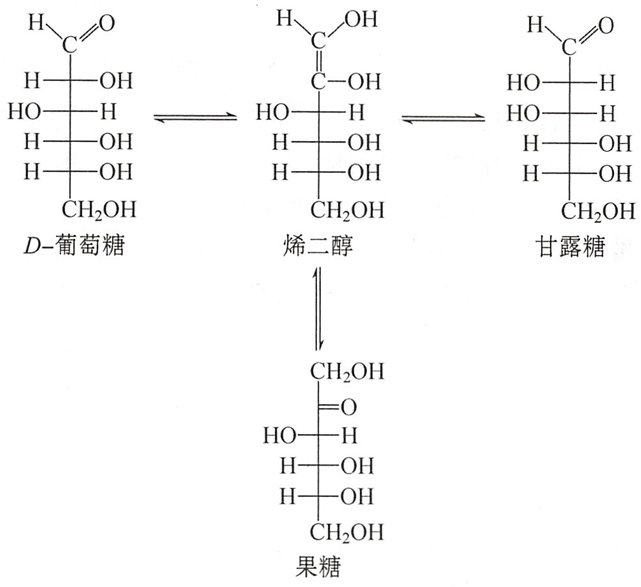 H O H OH H O
C C C
H OH C OH HO H
HO H HO H HO H
H OH H OH H OH
H OH H OH H OH
CH₂OH CH₂OH CH₂OH
D-葡萄糖 烯二醇 甘露糖
CH₂OH
O
HO H
H OH
H OH
CH₂OH
果糖